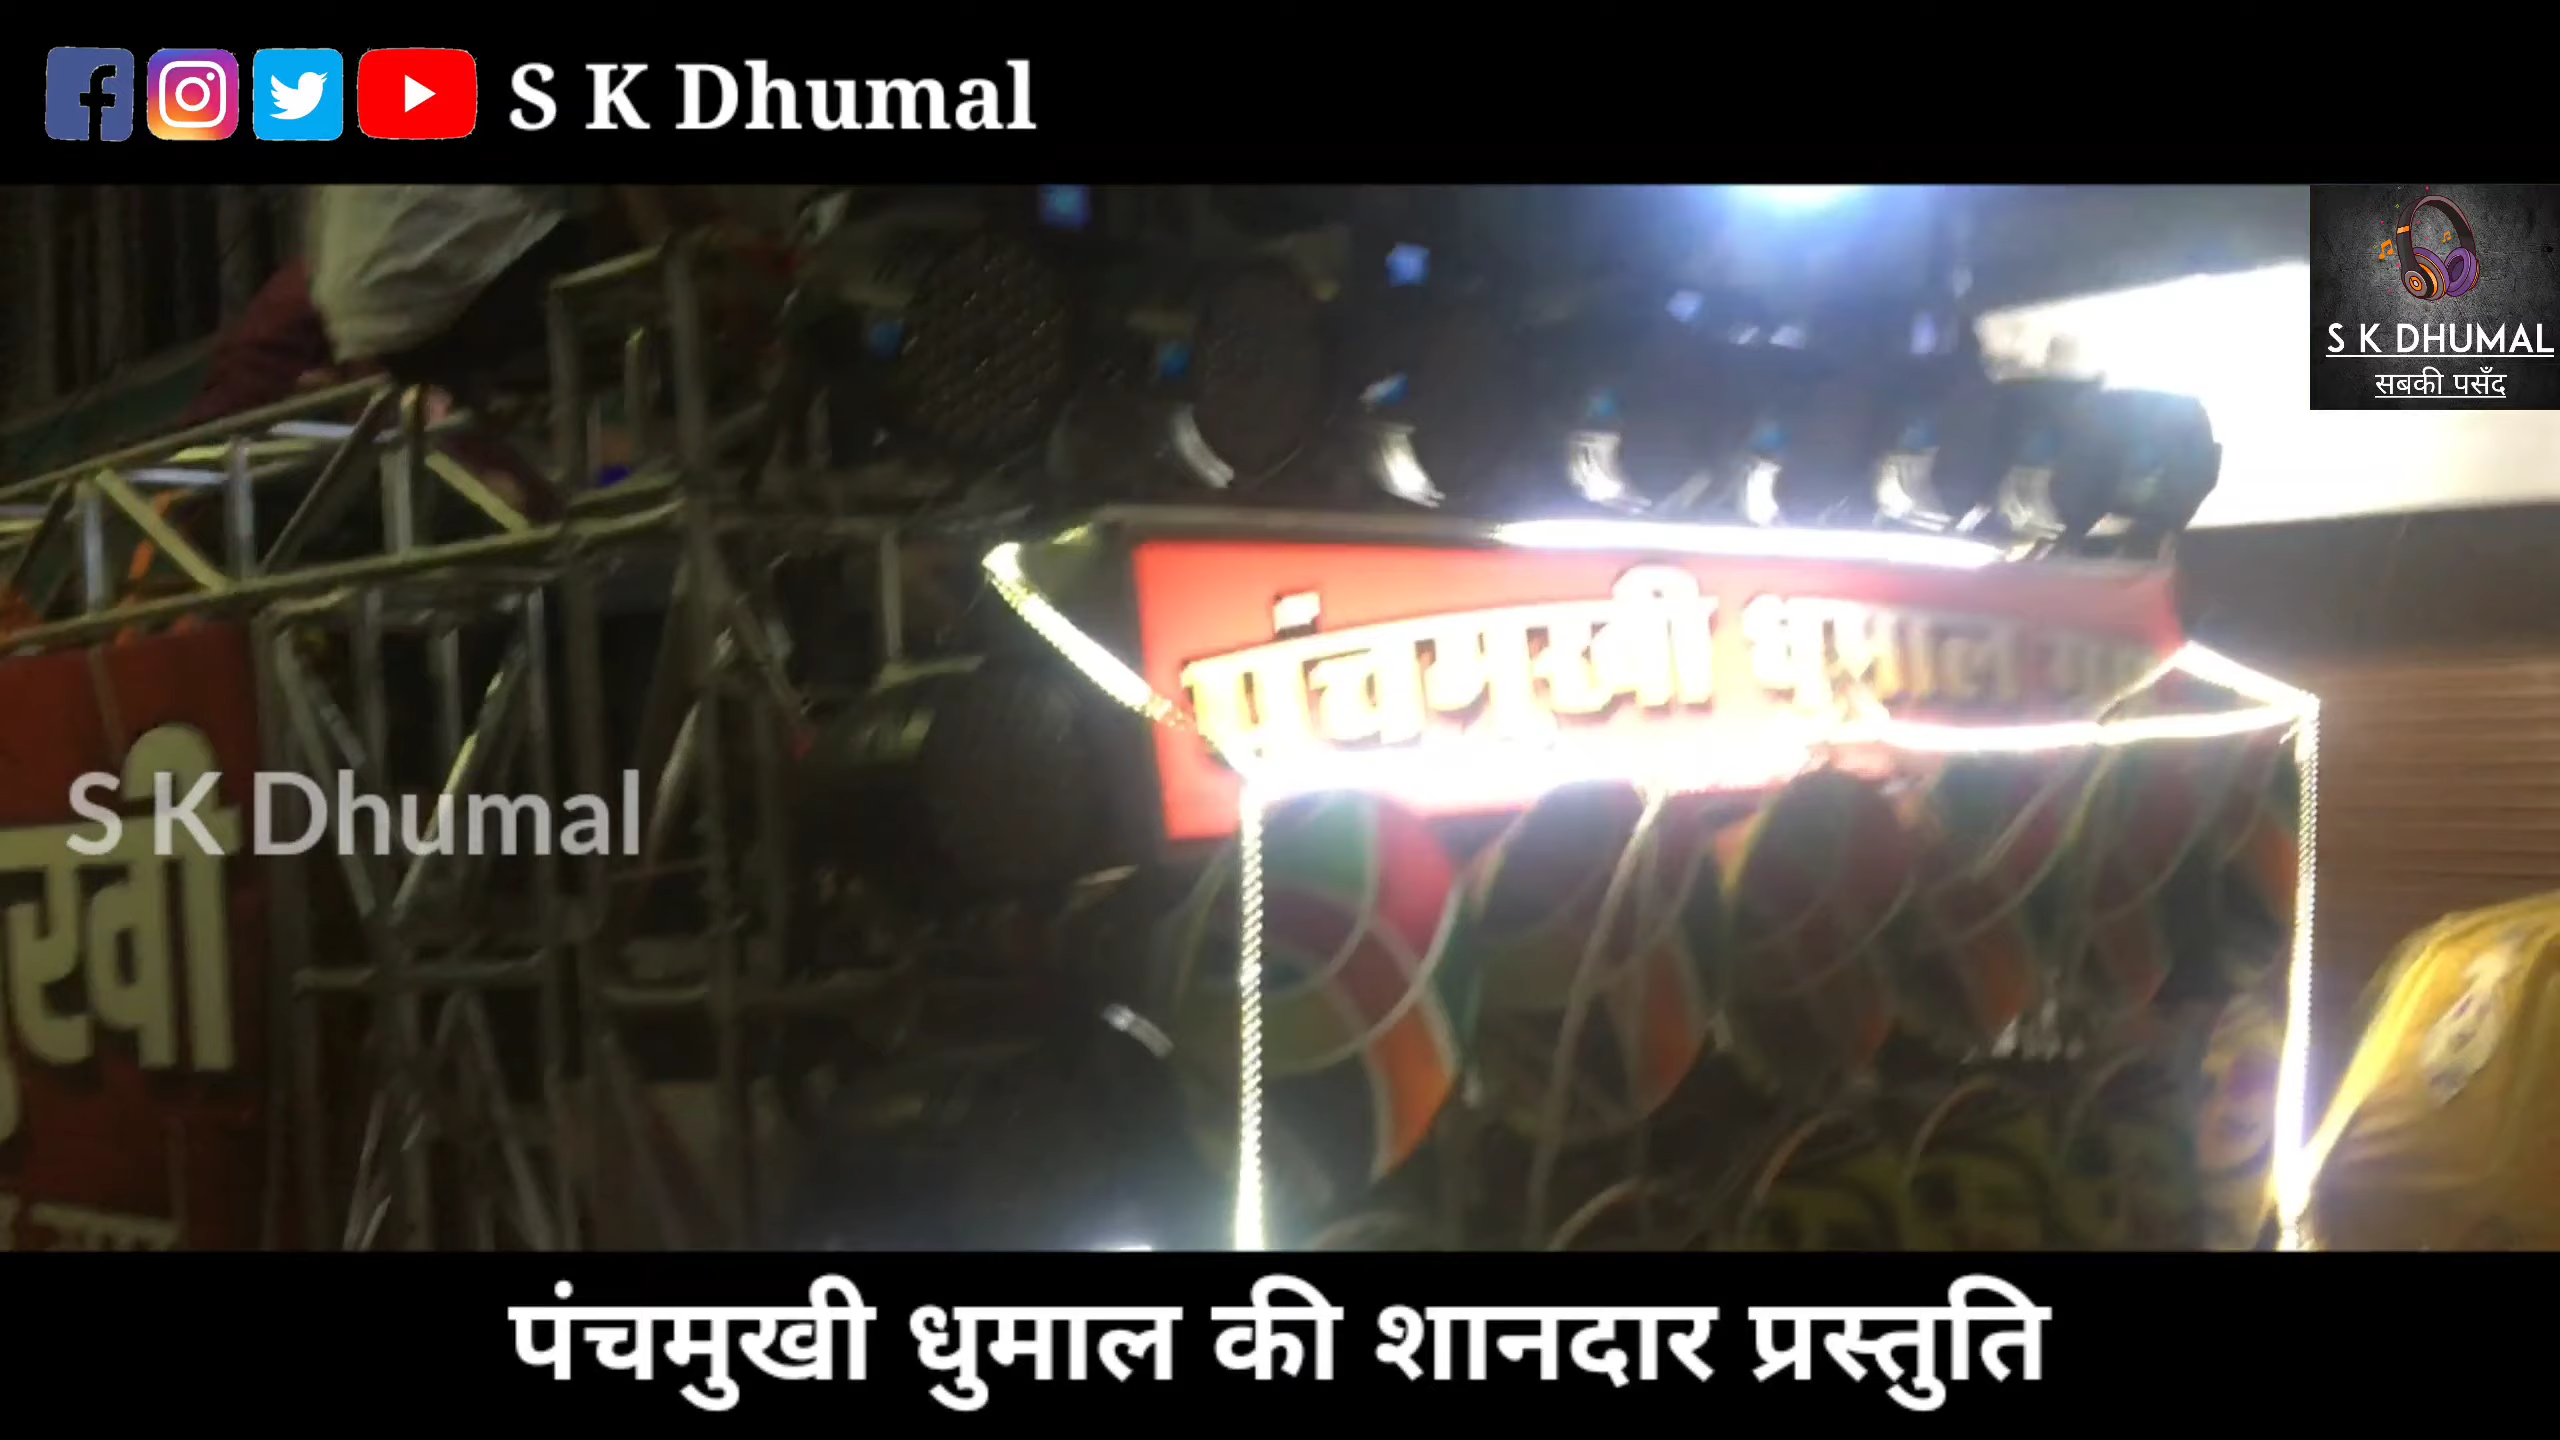 S K Dhumal
S K DHUMAL
सबकी पसँद
पंचमुखी धुमाल
S K Dhumal
पंचमुखी धुमाल की शानदार प्रस्तुति